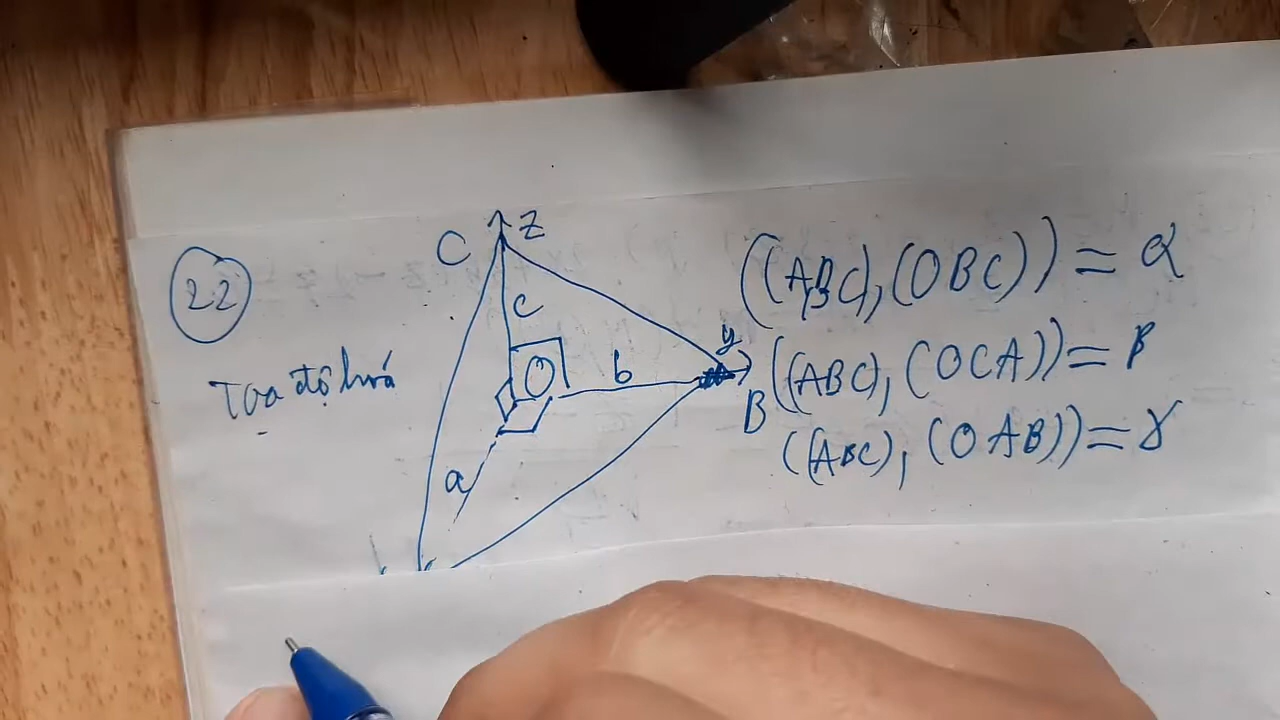 22
Toạ độ hoá
C
z
c
O
b
y
B
a
((ABC), (OBC)) = α
((ABC), (OCA)) = β
((ABC), (OAB)) = γ